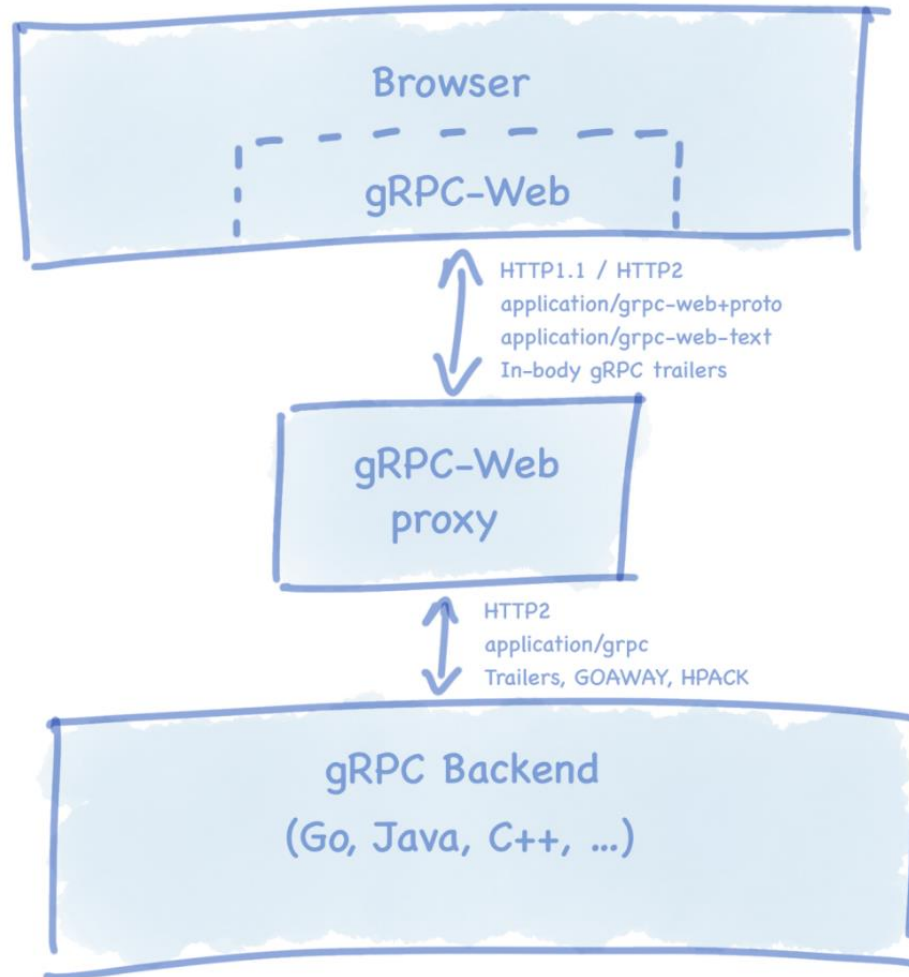 Browser
gRPC-Web
HTTP1.1 / HTTP2
application/grpc-web+proto
application/grpc-web-text
In-body gRPC trailers
gRPC-Web
proxy
HTTP2
application/grpc
Trailers, GOAWAY, HPACK
gRPC Backend
(Go, Java, C++, ...)